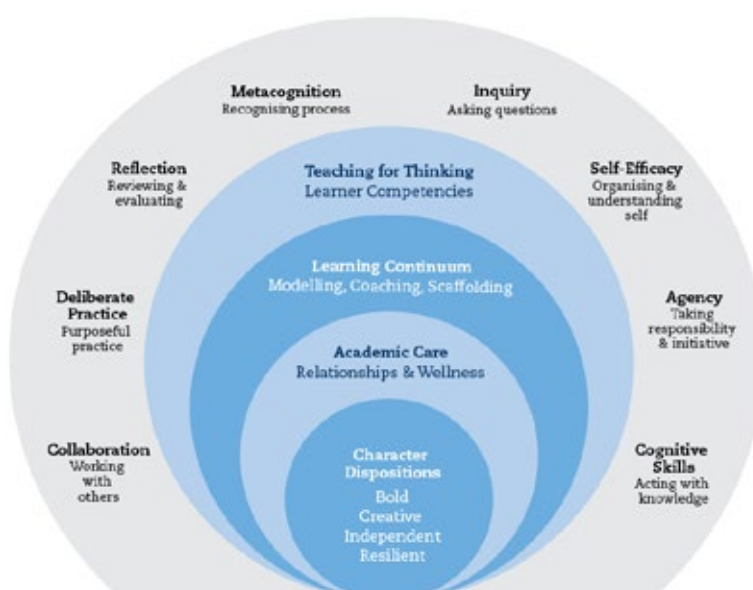 Metacognition
Recognising process
Inquiry
Asking questions
Reflection
Reviewing &
evaluating
Teaching for Thinking
Learner Competencies
Self-Efficacy
Organising &
understanding
self
Learning Continuum
Modelling, Coaching, Scaffolding
Deliberate
Practice
Purposeful
practice
Agency
Taking
responsibility
& initiative
Academic Care
Relationships & Wellness
Collaboration
Working
with
others
Character
Dispositions
Bold
Creative
Independent
Resilient
Cognitive
Skills
Acting with
knowledge